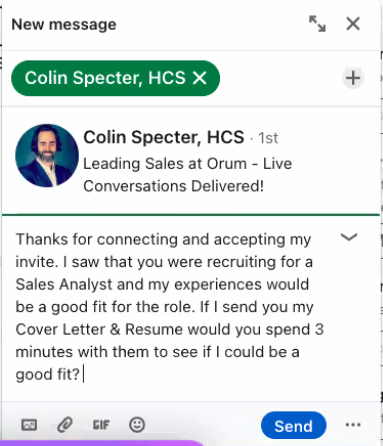 New message
Colin Specter, HCS
Colin Specter, HCS · 1st
Leading Sales at Orum - Live
Conversations Delivered!
Thanks for connecting and accepting my
invite. I saw that you were recruiting for a
Sales Analyst and my experiences would
be a good fit for the role. If I send you my
Cover Letter & Resume would you spend 3
minutes with them to see if I could be a
good fit?
GIF
Send